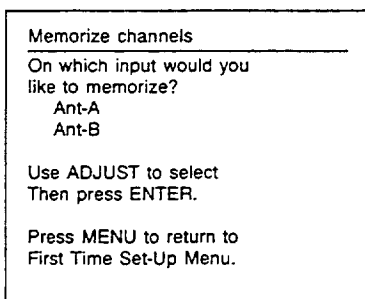 Memorize channels
On which input would you
like to memorize?
Ant-A
Ant-B
Use ADJUST to select
Then press ENTER.
Press MENU to return to
First Time Set-Up Menu.